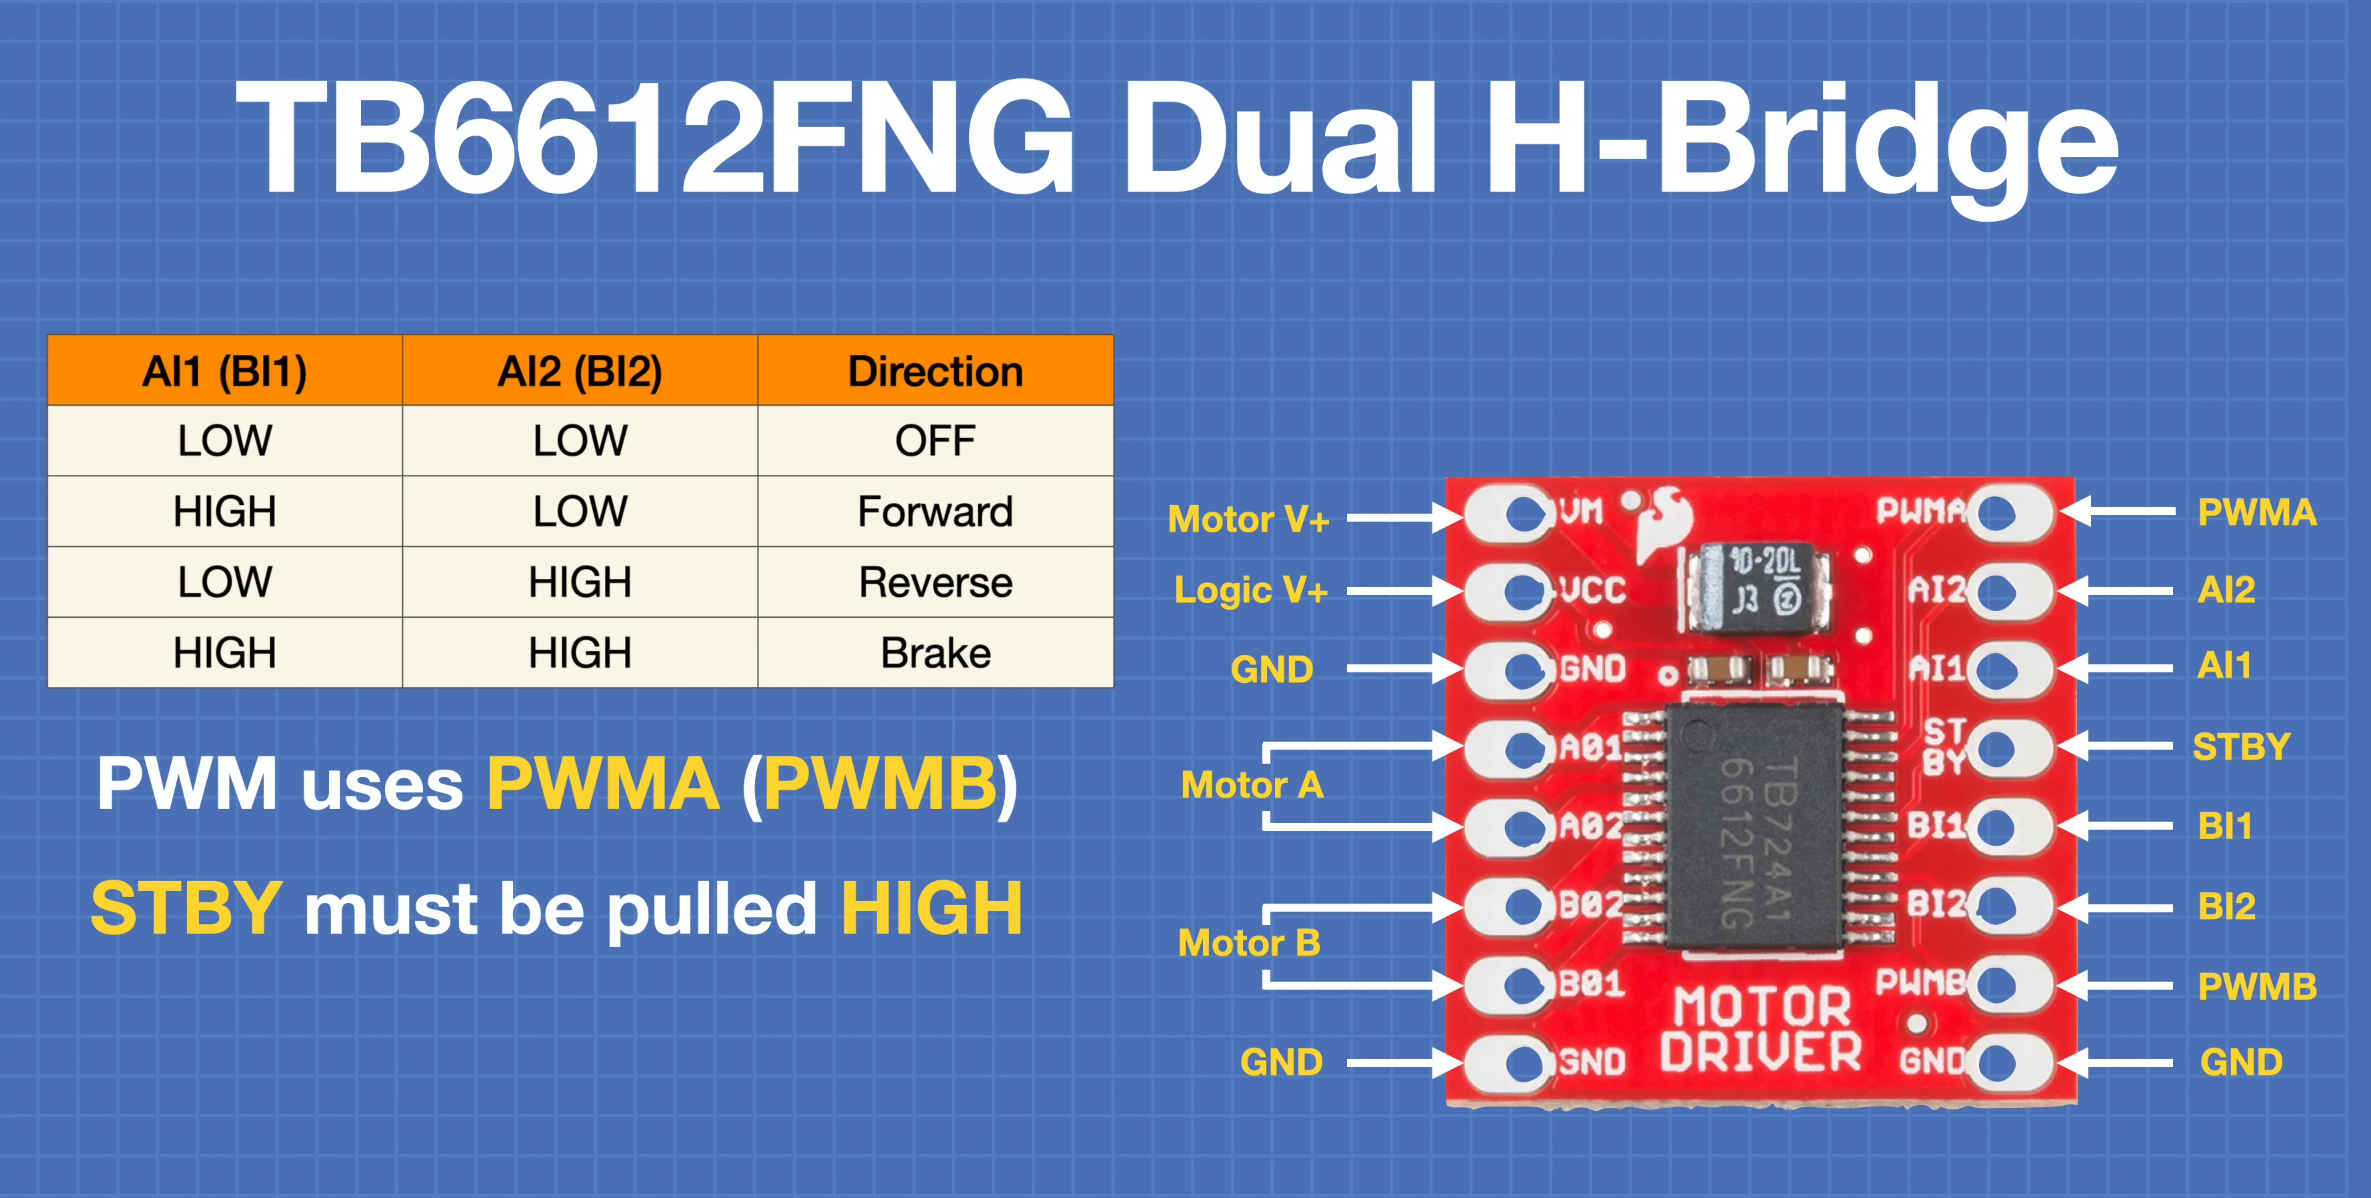 TB6612FNG Dual H-Bridge
AI1 (BI1) AI2 (BI2) Direction
LOW LOW OFF
HIGH LOW Forward
LOW HIGH Reverse
HIGH HIGH Brake
PWM uses PWMA (PWMB)
STBY must be pulled HIGH
Motor V+
Logic V+
GND
Motor A
Motor B
GND
VM
VCC
GND
A01
A02
B02
B01
GND
10-20L
J3 2
TB724A1
6612FNG
MOTOR
DRIVER
PWMA
AI2
AI1
ST
BY
BI1
BI2
PWMB
GND
PWMA
AI2
AI1
STBY
BI1
BI2
PWMB
GND